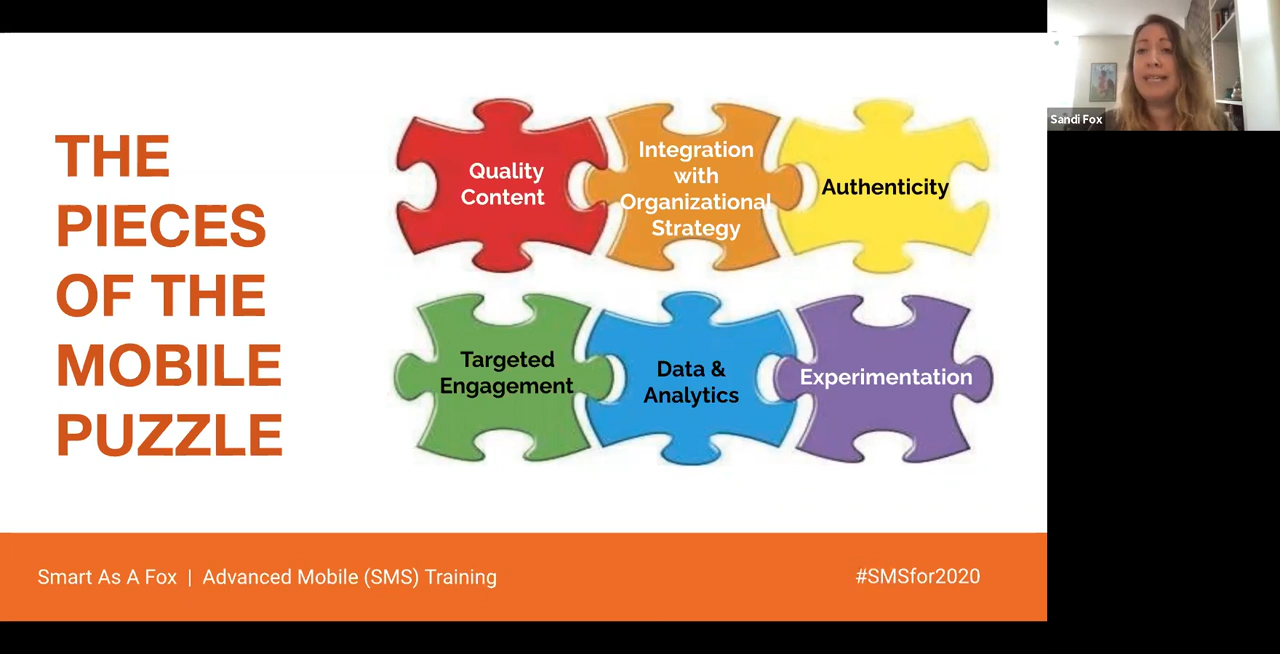 THE
PIECES
OF THE
MOBILE
PUZZLE
Quality
Content
Integration
with
Organizational
Strategy
Authenticity
Targeted
Engagement
Data &
Analytics
Experimentation
Smart As A Fox | Advanced Mobile (SMS) Training
#SMSfor2020
Sandi Fox